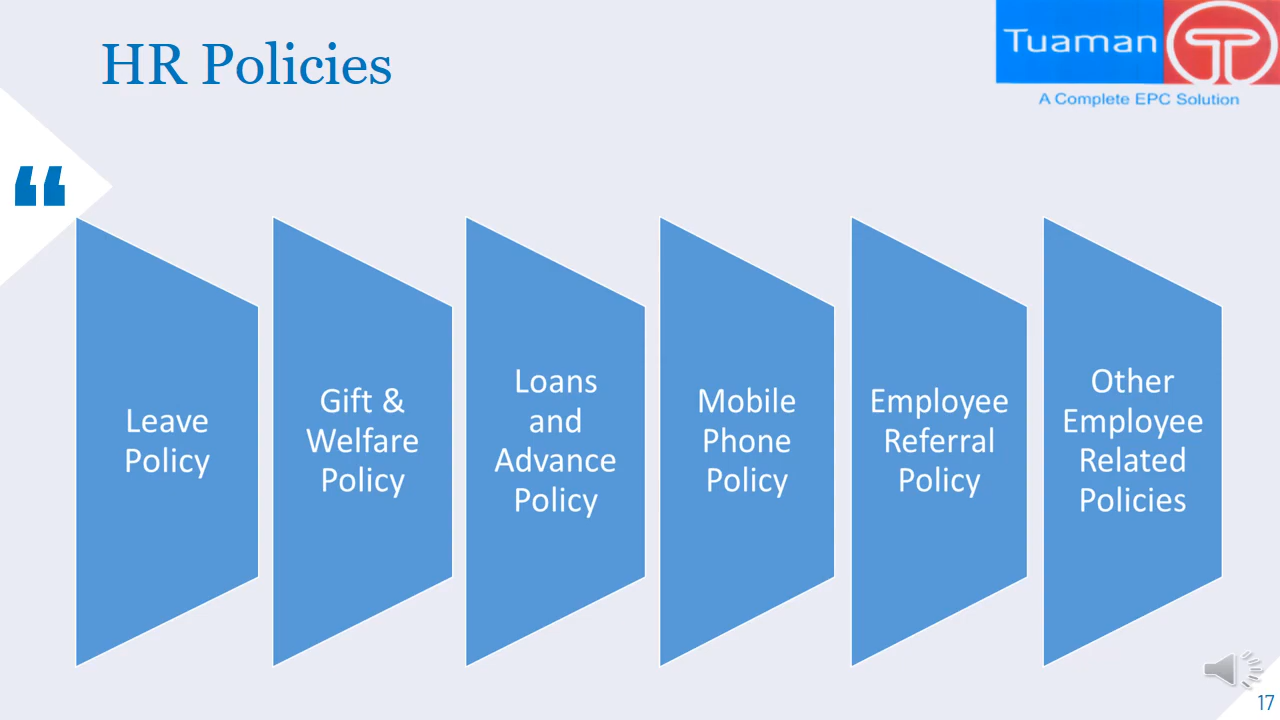 HR Policies
Tuaman
A Complete EPC Solution
“
Leave
Policy
Gift &
Welfare
Policy
Loans
and
Advance
Policy
Mobile
Phone
Policy
Employee
Referral
Policy
Other
Employee
Related
Policies
17